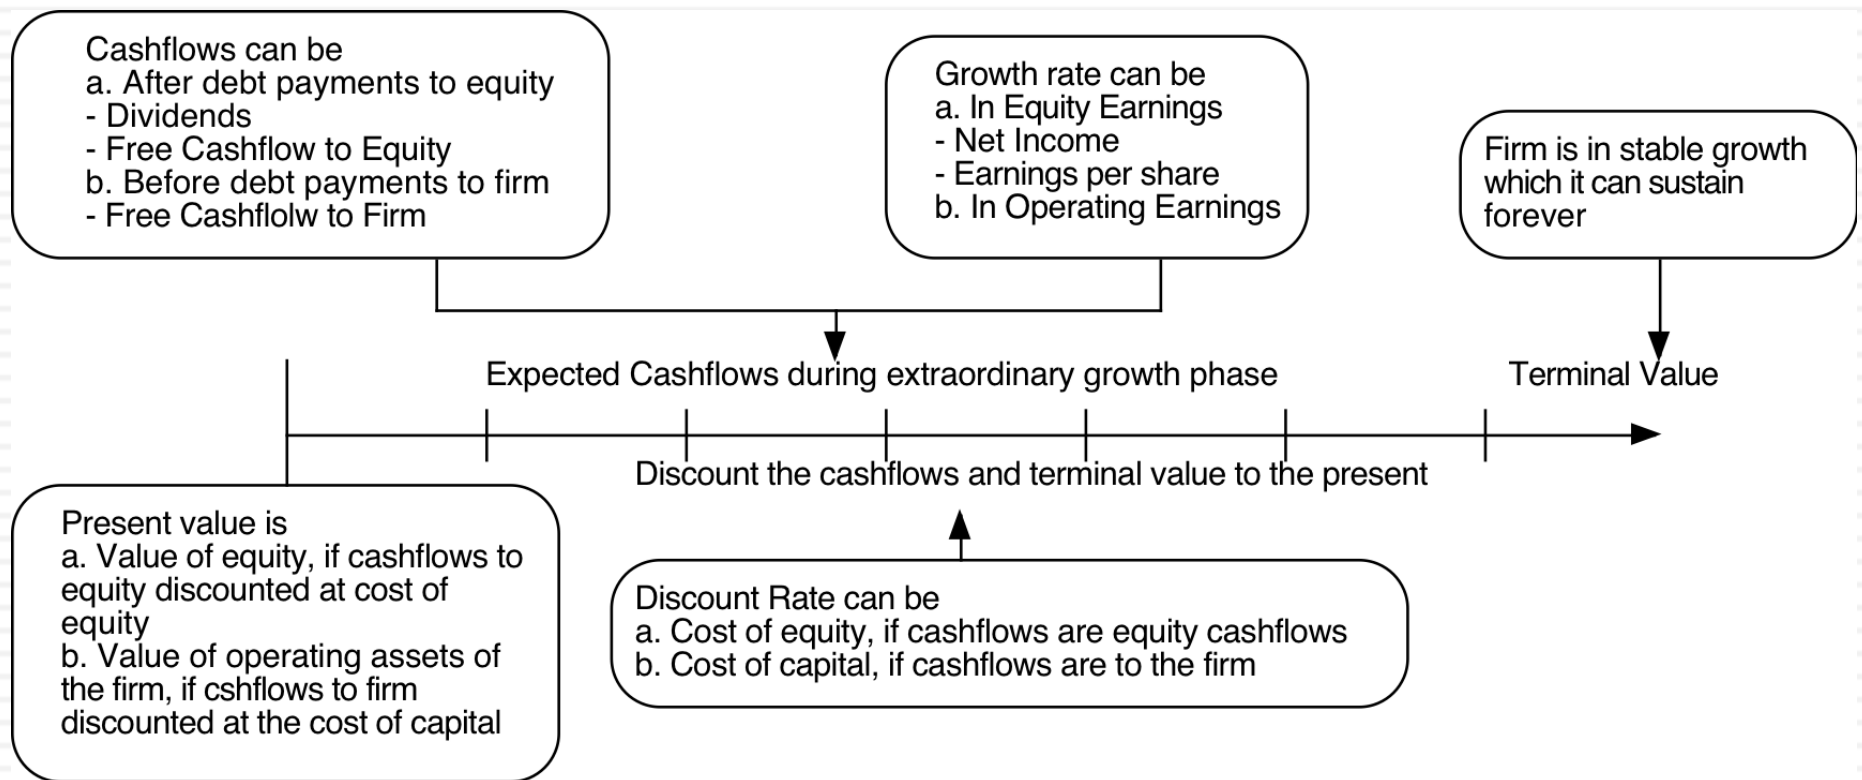 Cashflows can be
a. After debt payments to equity
- Dividends
- Free Cashflow to Equity
b. Before debt payments to firm
- Free Cashflolw to Firm
Growth rate can be
a. In Equity Earnings
- Net Income
- Earnings per share
b. In Operating Earnings
Firm is in stable growth
which it can sustain
forever
Expected Cashflows during extraordinary growth phase
Terminal Value
Discount the cashflows and terminal value to the present
Present value is
a. Value of equity, if cashflows to
equity discounted at cost of
equity
b. Value of operating assets of
the firm, if cshflows to firm
discounted at the cost of capital
Discount Rate can be
a. Cost of equity, if cashflows are equity cashflows
b. Cost of capital, if cashflows are to the firm